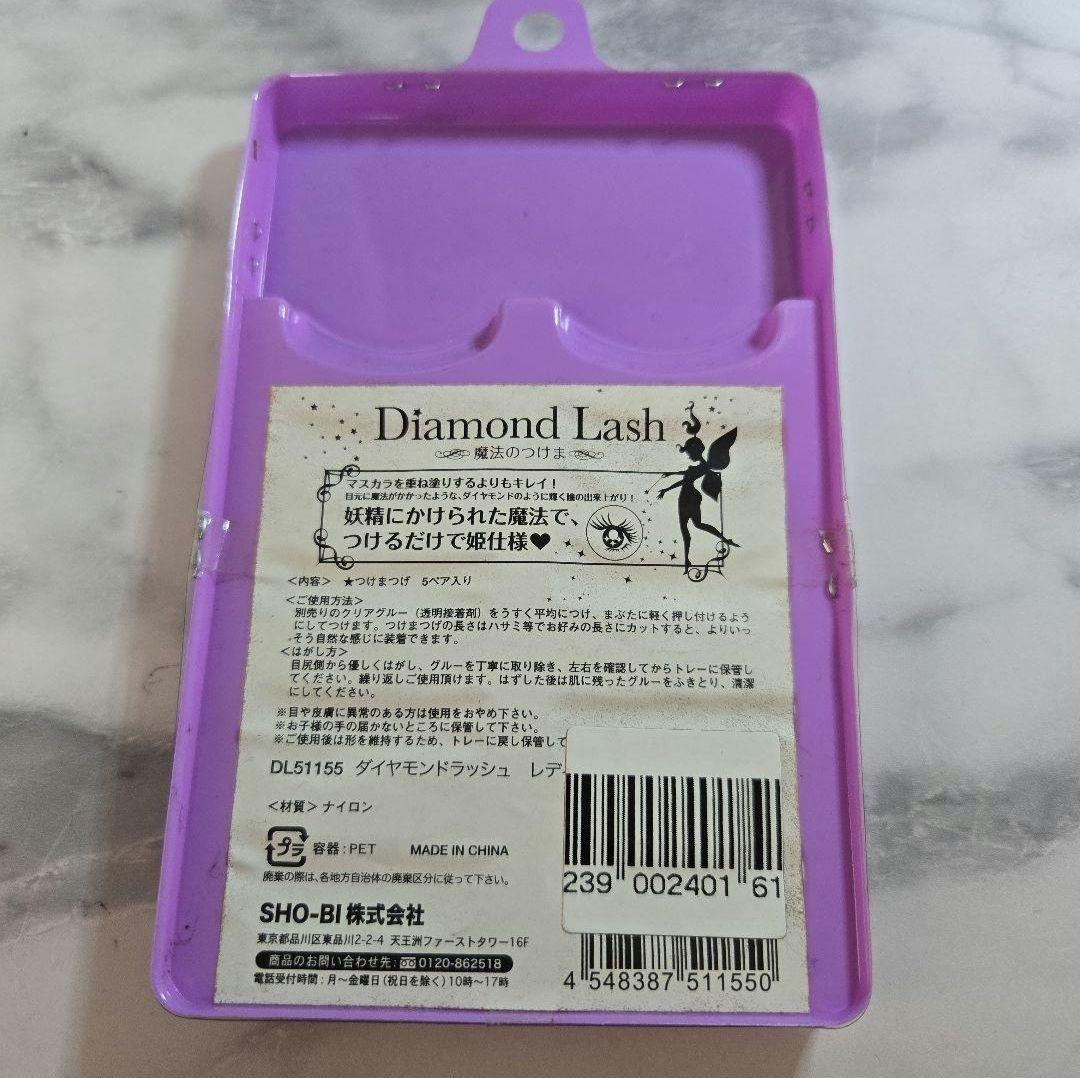 Diamond Lash
魔法のつけま
マスカラを重ね塗りするよりもキレイ！
目元に魔法がかかったような、ダイヤモンドのように輝く瞳の出来上がり！
妖精にかけられた魔法で、
つけるだけで姫仕様♥
＜内容＞ ★つけまつげ 5ペア入り
＜ご使用方法＞
別売りのクリアグルー（透明接着剤）をうすく平均につけ、まぶたに軽く押し付けるよう
にしてつけます。つけまつげの長さはハサミ等でお好みの長さにカットすると、よりいっ
そう自然な感じに装着できます。
＜はがし方＞
目尻側から優しくはがし、グルーを丁寧に取り除き、左右を確認してからトレーに保管し
てください。繰り返しご使用頂けます。はずした後は肌に残ったグルーをふきとり、清潔
にしてください。
※目や皮膚に異常のある方は使用をおやめ下さい。
※お子様の手の届かないところに保管して下さい。
※ご使用後は形を維持するため、トレーに戻し保管して
DL51155 ダイヤモンドラッシュ レデ
＜材質＞ナイロン
プラ 容器：PET MADE IN CHINA
廃棄の際は、各地方自治体の廃棄区分に従って下さい。
SHO-BI株式会社
東京都品川区東品川2-2-4 天王洲ファーストタワー16F
商品のお問い合わせ先：0120-862518
電話受付時間：月〜金曜日（祝日を除く）10時〜17時
239 002401 61
4 548387 511550